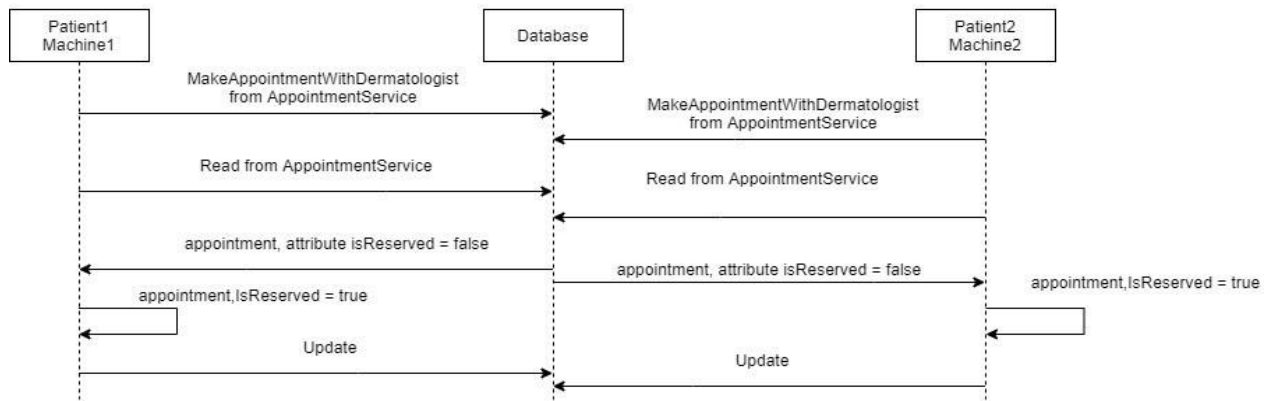 Patient1
Machine1
Database
Patient2
Machine2
MakeAppointmentWithDermatologist
from AppointmentService
MakeAppointmentWithDermatologist
from AppointmentService
Read from AppointmentService
Read from AppointmentService
appointment, attribute isReserved = false
appointment, attribute isReserved = false
appointment,IsReserved = true
appointment,IsReserved = true
Update
Update